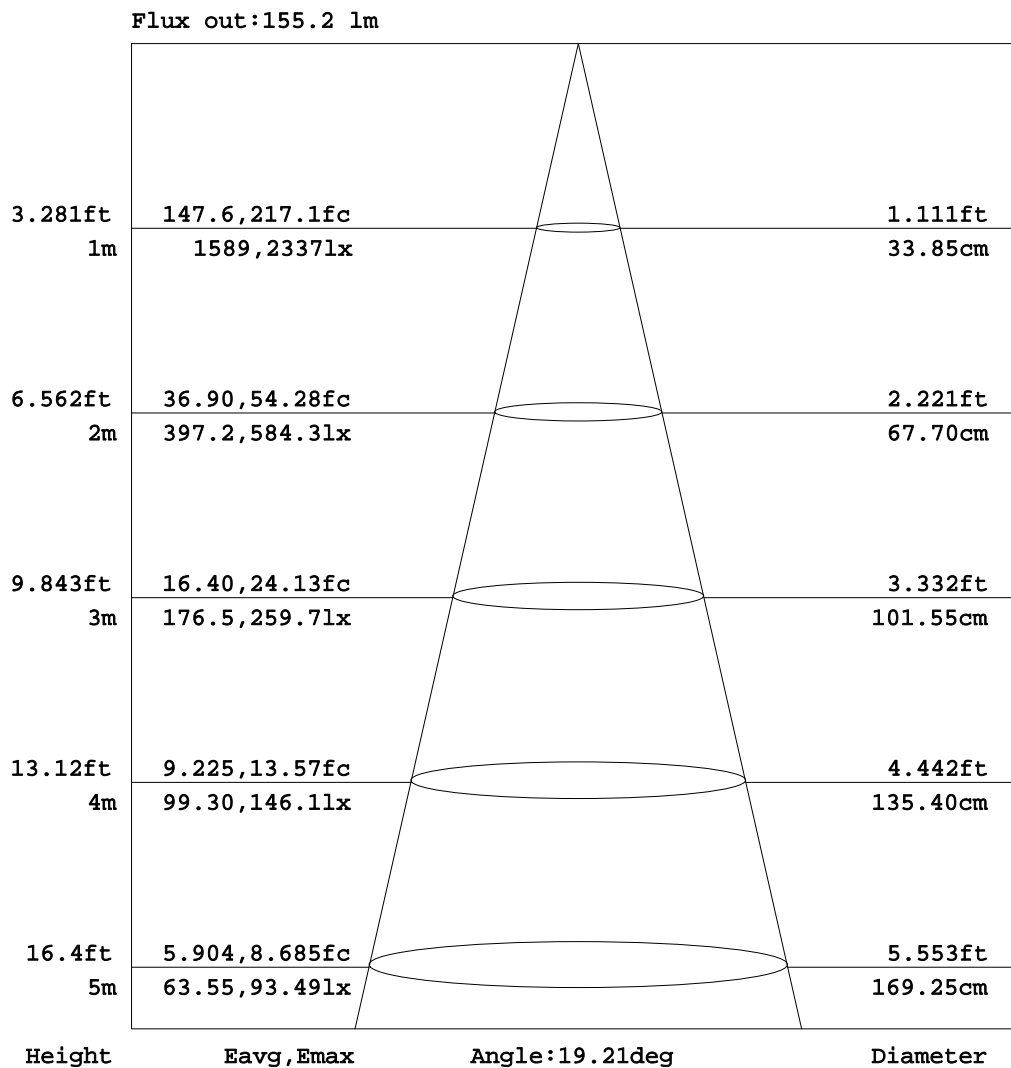 Flux out:155.2 lm
3.281ft 147.6,217.1fc 1.111ft
1m 1589,2337lx 33.85cm
6.562ft 36.90,54.28fc 2.221ft
2m 397.2,584.3lx 67.70cm
9.843ft 16.40,24.13fc 3.332ft
3m 176.5,259.7lx 101.55cm
13.12ft 9.225,13.57fc 4.442ft
4m 99.30,146.1lx 135.40cm
16.4ft 5.904,8.685fc 5.553ft
5m 63.55,93.49lx 169.25cm
Height Eavg,Emax Angle:19.21deg Diameter